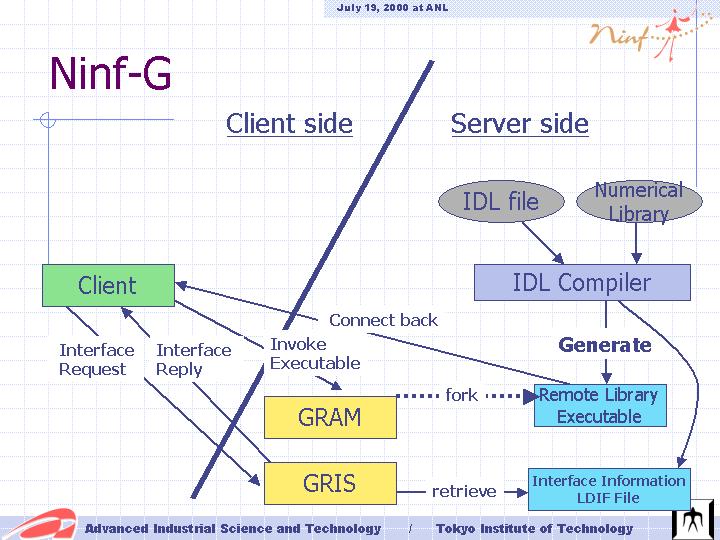 July 19, 2000 at ANL
Ninf
Ninf-G
Client side
Server side
IDL file
Numerical
Library
Client
IDL Compiler
Connect back
Interface
Request
Interface
Reply
Invoke
Executable
Generate
GRAM
fork
Remote Library
Executable
GRIS
retrieve
Interface Information
LDIF File
Advanced Industrial Science and Technology / Tokyo Institute of Technology